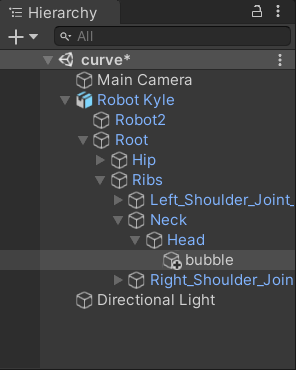 Hierarchy
All
curve*
Main Camera
Robot Kyle
Robot2
Root
Hip
Ribs
Left_Shoulder_Joint_
Neck
Head
bubble
Right_Shoulder_Join
Directional Light